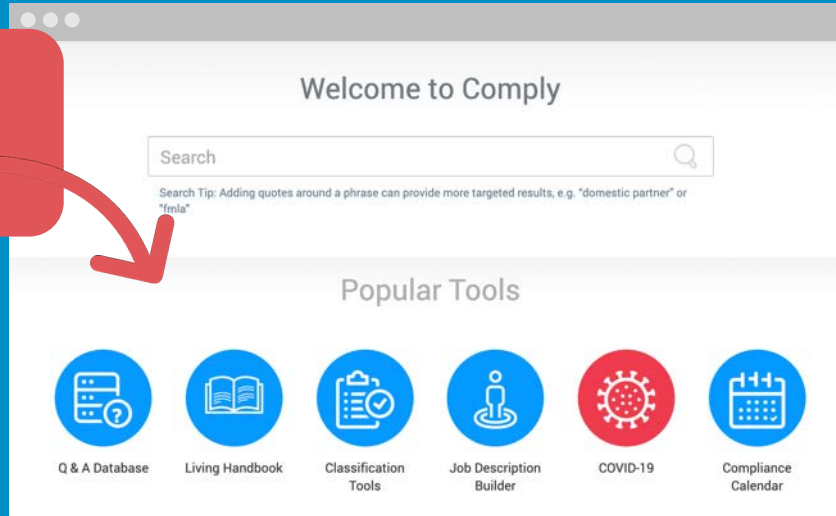 Welcome to Comply
Search
Search Tip: Adding quotes around a phrase can provide more targeted results, e.g. "domestic partner" or
"fmla"
Popular Tools
Q & A Database
Living Handbook
Classification
Tools
Job Description
Builder
COVID-19
Compliance
Calendar